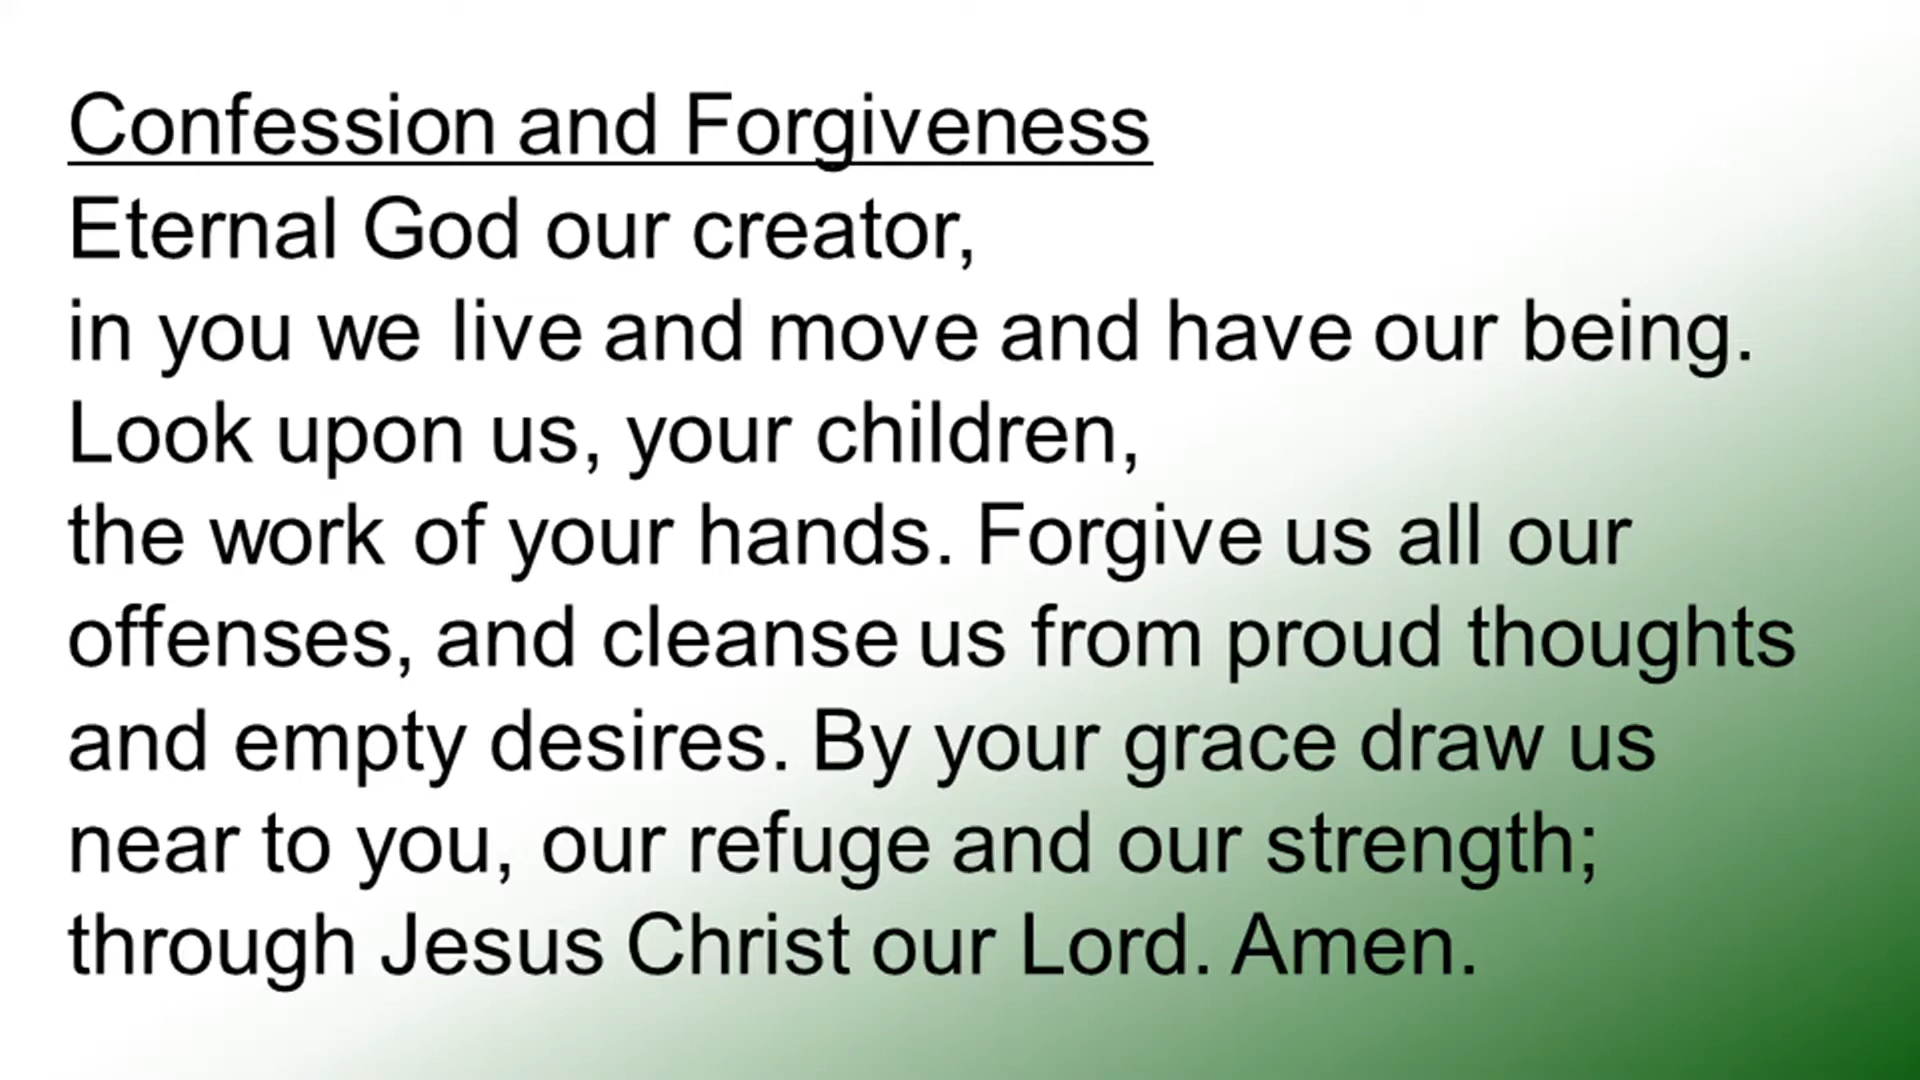 Confession and Forgiveness
Eternal God our creator,
in you we live and move and have our being.
Look upon us, your children,
the work of your hands. Forgive us all our
offenses, and cleanse us from proud thoughts
and empty desires. By your grace draw us
near to you, our refuge and our strength;
through Jesus Christ our Lord. Amen.